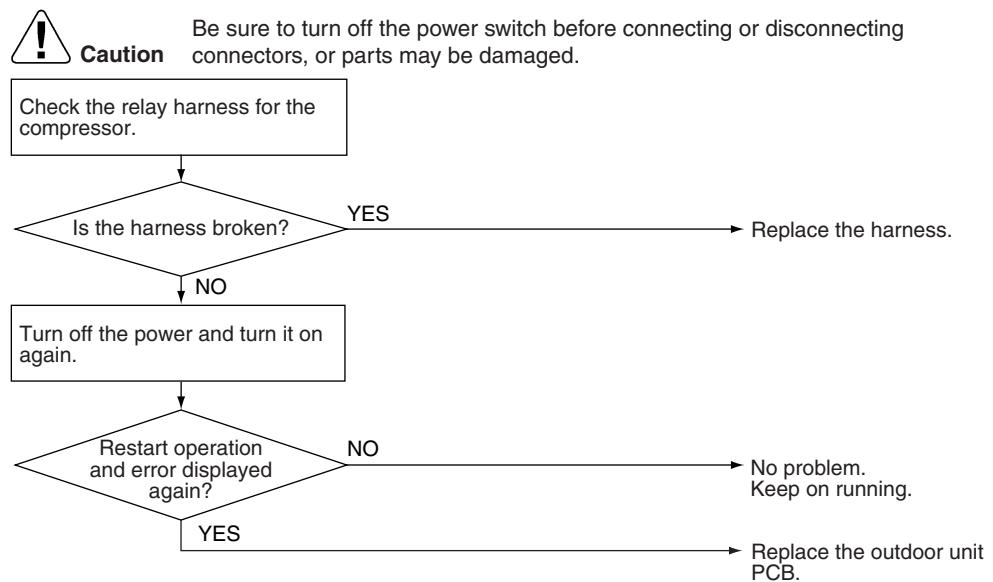 Be sure to turn off the power switch before connecting or disconnecting
Caution connectors, or parts may be damaged.
Check the relay harness for the
compressor.
Is the harness broken?
YES
Replace the harness.
NO
Turn off the power and turn it on
again.
Restart operation
and error displayed
again?
NO
No problem.
Keep on running.
YES
Replace the outdoor unit
PCB.